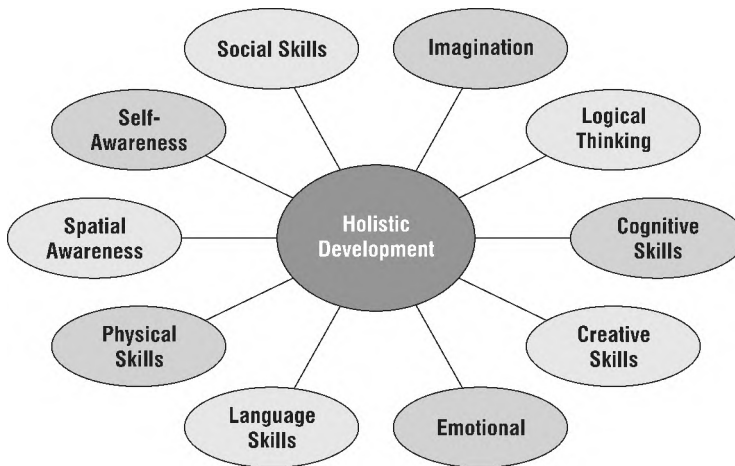 Social Skills
Imagination
Self-
Awareness
Logical
Thinking
Holistic
Development
Spatial
Awareness
Cognitive
Skills
Physical
Skills
Creative
Skills
Language
Skills
Emotional